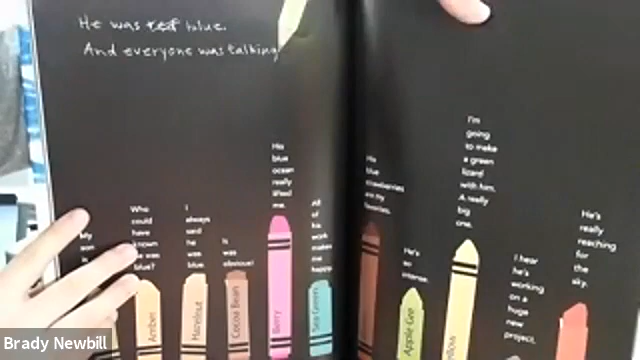 He was red blue.
And everyone was talking
My
son
is
Who
could
have
known
he was
blue?
I
always
said
he
was
blue
It
was
obvious!
His
blue
ocean
really
lifted
me.
All
of
his
work
makes
me
happy.
His
blue
strawberries
are my
favorites.
He's
so
intense.
I'm
going
to make
a green
lizard
with him.
A really
big
one.
I hear
he's
working
on a
huge
new
project.
He's
really
reaching
for
the
sky.
Amber
Hazelnut
Cocoa Bean
Berry
Sea Green
Brady Newbill